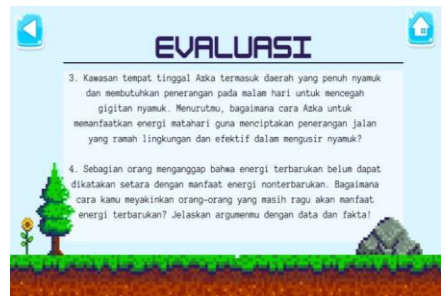 EVALUASI
3. Kawasan tempat tinggal Azka termasuk daerah yang penuh nyamuk
dan membutuhkan penerangan pada malam hari untuk mencegah
gigitan nyamuk. Menurutmu, bagaimana cara Azka untuk
memanfaatkan energi matahari guna menciptakan penerangan jalan
yang ramah lingkungan dan efektif dalam mengusir nyamuk?
4. Sebagian orang menganggap bahwa energi terbarukan belum dapat
dikatakan setara dengan manfaat energi nonterbarukan. Bagaimana
cara kamu meyakinkan orang-orang yang masih ragu akan manfaat
energi terbarukan? Jelaskan argumenmu dengan data dan fakta!